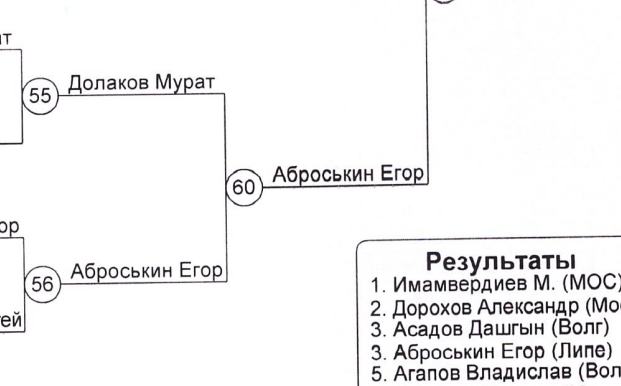 55
Долаков Мурат
60
Аброськин Егор
56
Аброськин Егор
Результаты
1. Имамвердиев М. (МОС)
2. Дорохов Александр (Мос
3. Асадов Дашгын (Волг)
3. Аброськин Егор (Липе)
5. Агапов Владислав (Вол